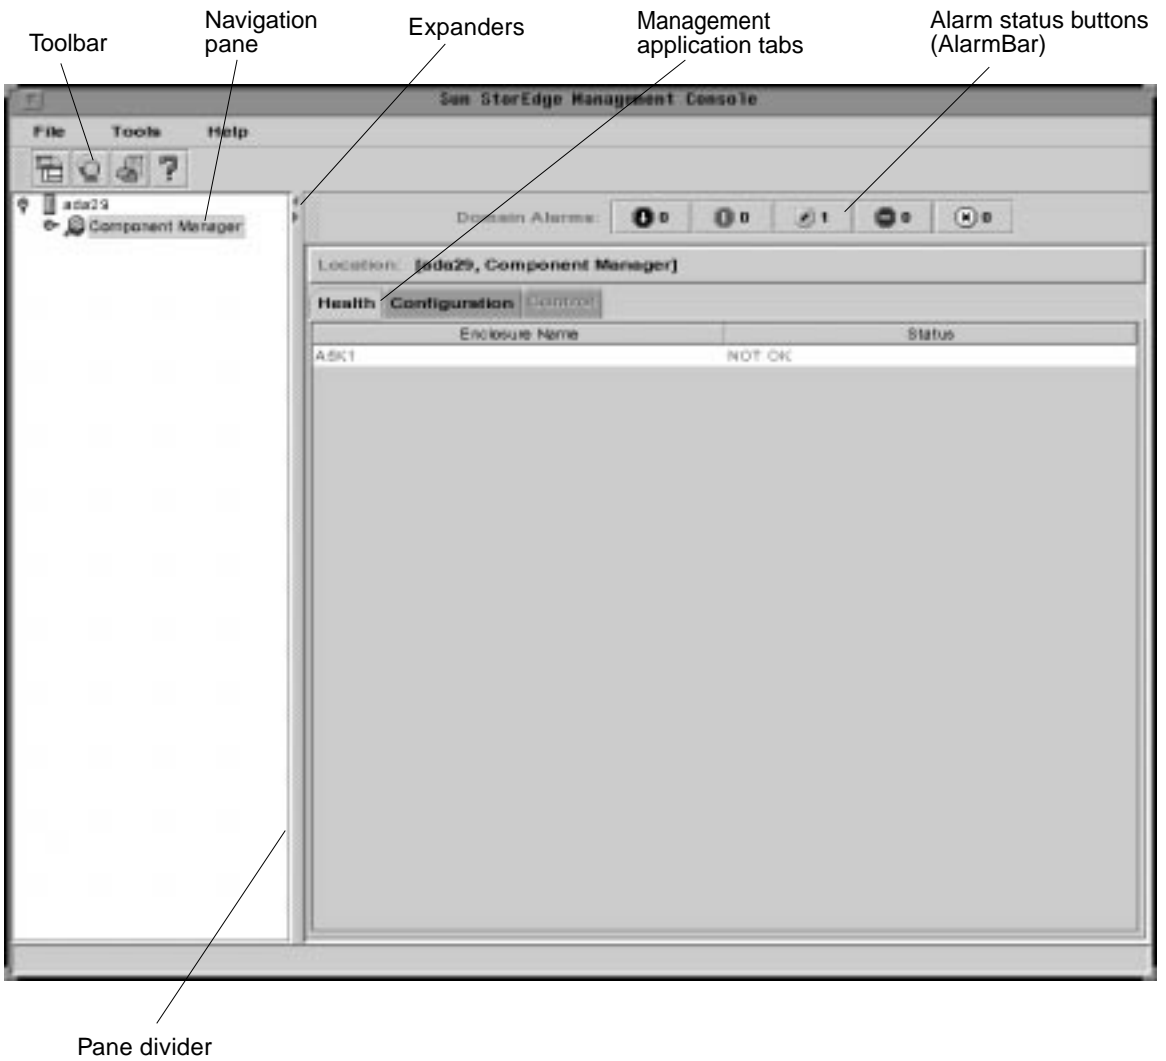 Toolbar
Navigation
pane
Expanders
Management
application tabs
Alarm status buttons
(AlarmBar)
Sun StorEdge Management Console
File Tools Help
?
ada29
Component Manager
Domain Alarms: 0 0 1 0 0
Location: [ada29, Component Manager]
Health Configuration Control
Enclosure Name Status
A5K1 NOT OK
Pane divider